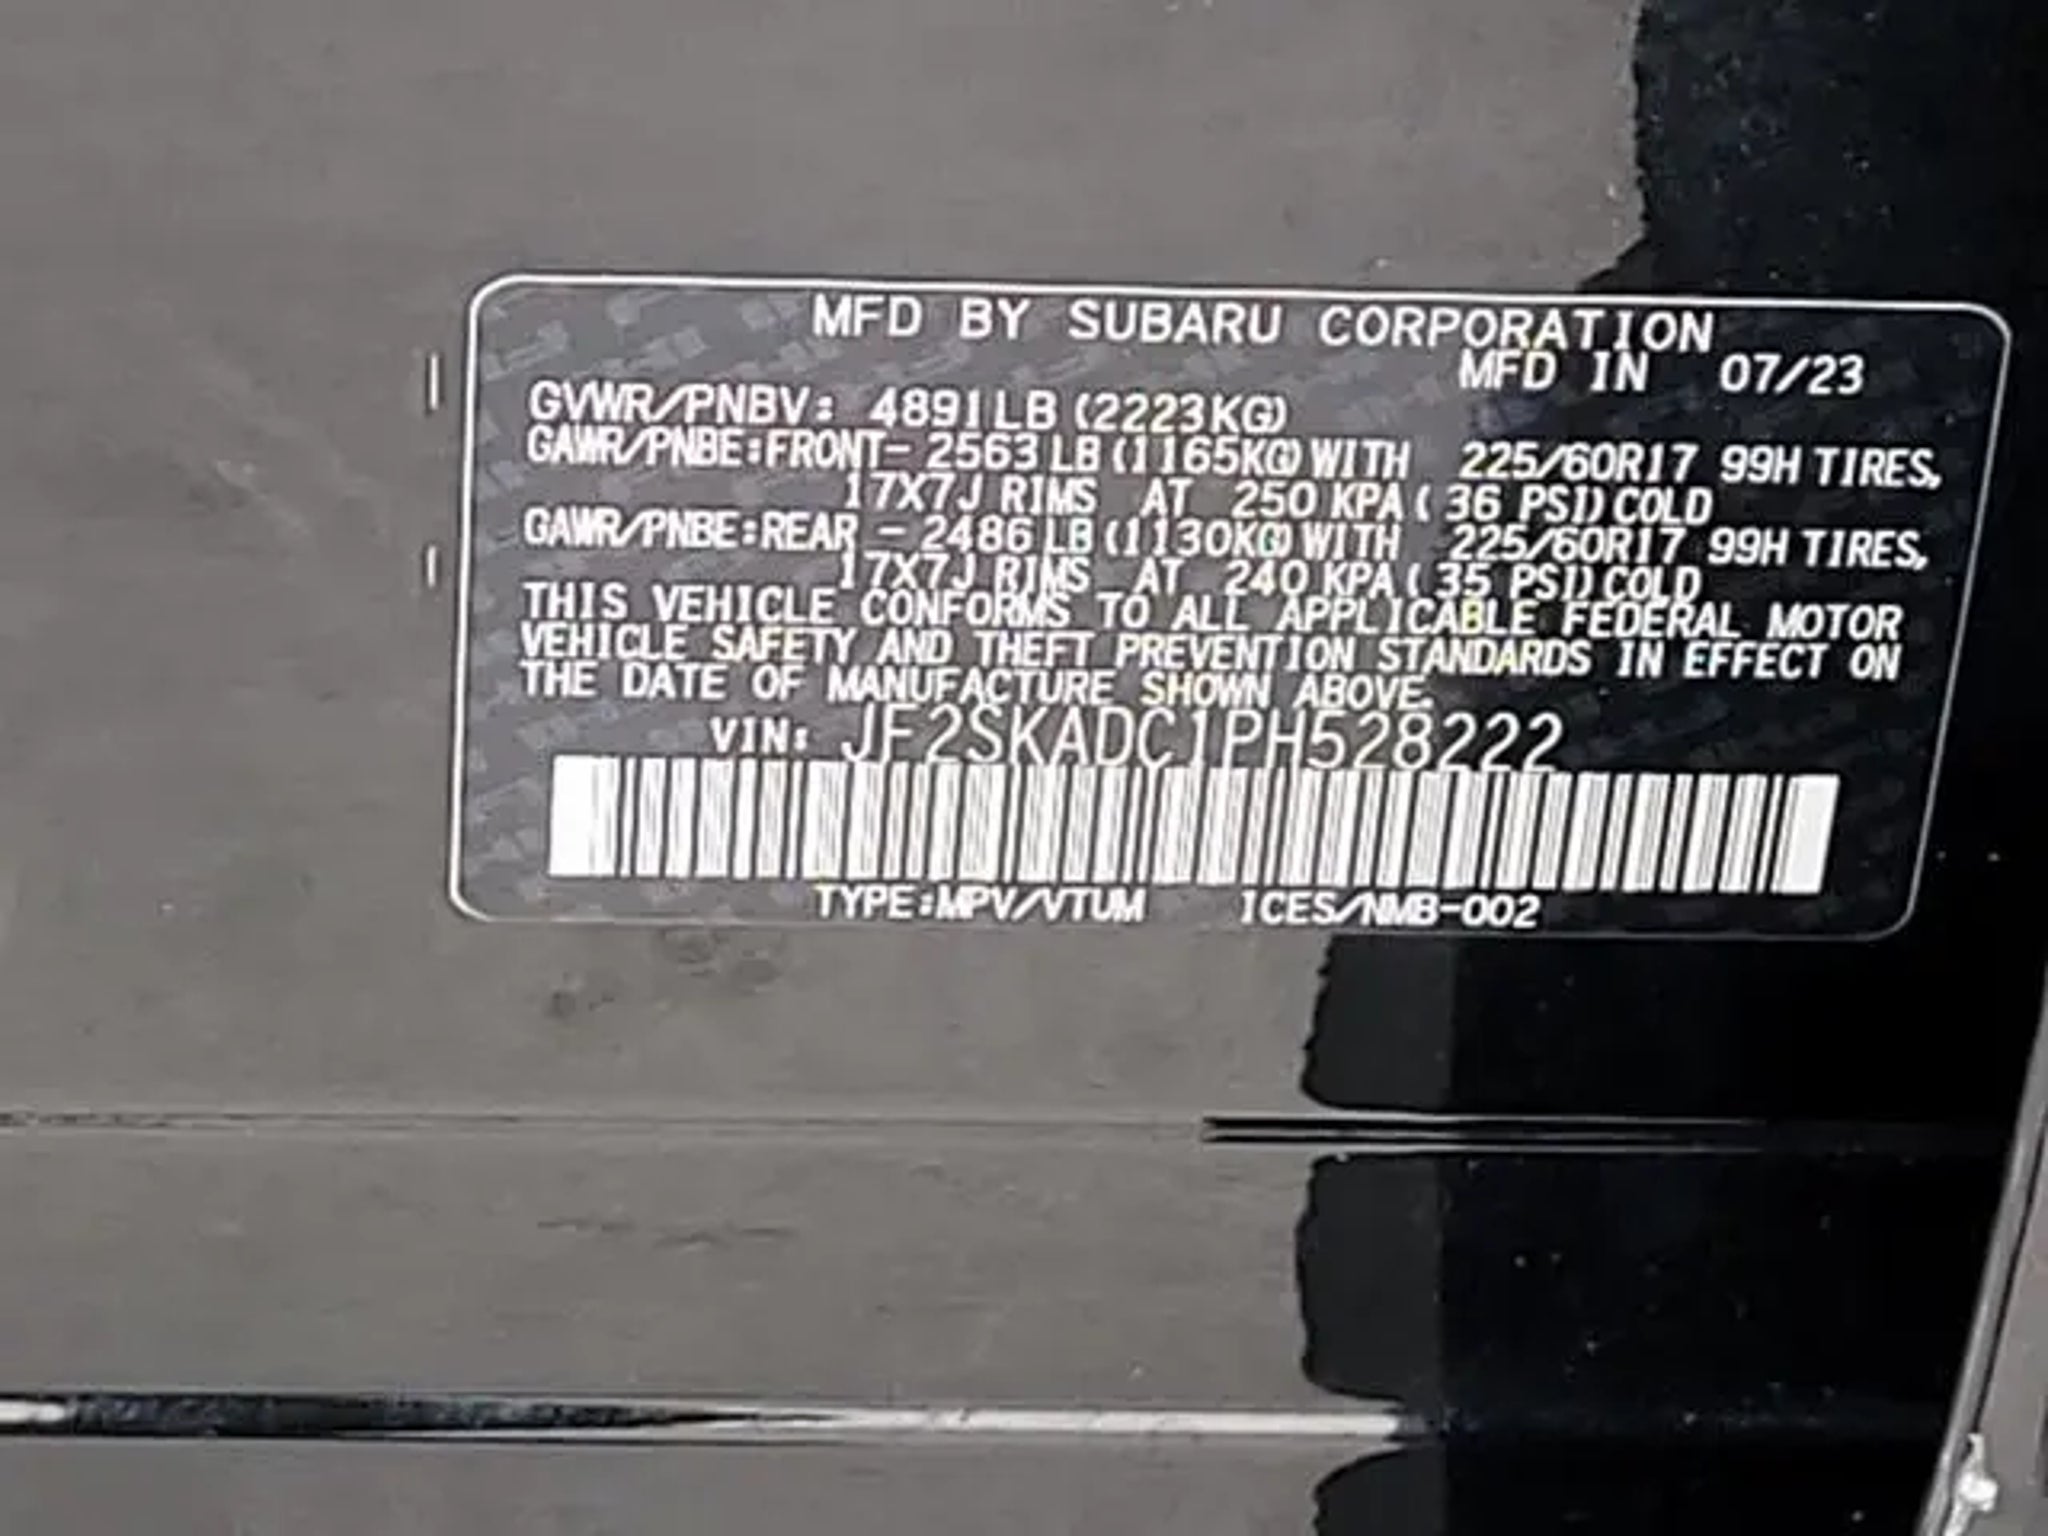 MFD BY SUBARU CORPORATION
MFD IN 07/23
GVWR/PNBV: 4891LB (2223KG)
GAWR/PNBE:FRONT- 2563 LB (1165KG) WITH 225/60R17 99H TIRES,
17X7J RIMS AT 250 KPA ( 36 PSI) COLD
GAWR/PNBE:REAR - 2486 LB (1130KG) WITH 225/60R17 99H TIRES,
17X7J RIMS AT 240 KPA ( 35 PSI) COLD
THIS VEHICLE CONFORMS TO ALL APPLICABLE FEDERAL MOTOR
VEHICLE SAFETY AND THEFT PREVENTION STANDARDS IN EFFECT ON
THE DATE OF MANUFACTURE SHOWN ABOVE.
VIN: JF2SKADC1PH528222
TYPE:MPV/VTUM ICES/NMB-002